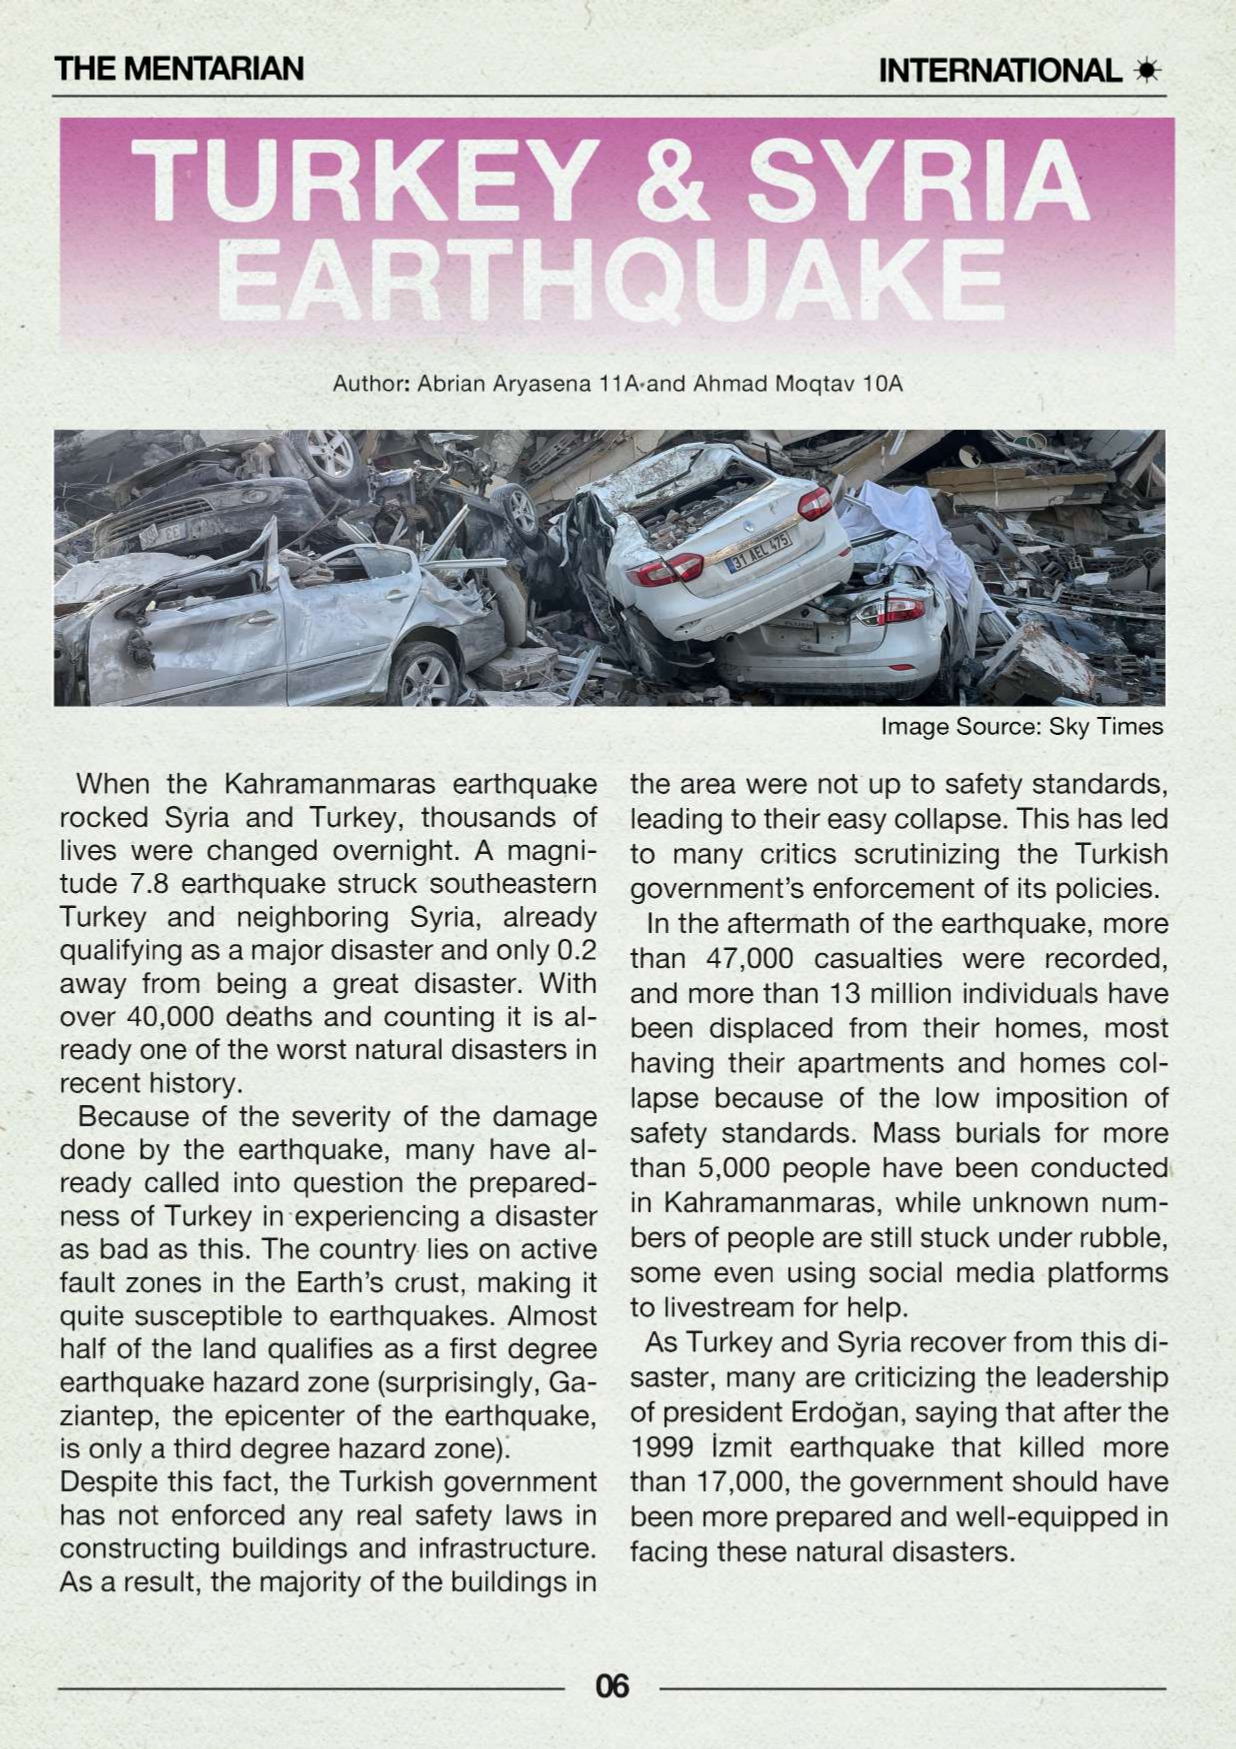 THE MENTARIAN
INTERNATIONAL
TURKEY & SYRIA
EARTHQUAKE
Author: Abrian Aryasena 11A and Ahmad Moqtav 10A
31 AEL 475
Image Source: Sky Times
When the Kahramanmaras earthquake
rocked Syria and Turkey, thousands of
lives were changed overnight. A magni-
tude 7.8 earthquake struck southeastern
Turkey and neighboring Syria, already
qualifying as a major disaster and only 0.2
away from being a great disaster. With
over 40,000 deaths and counting it is al-
ready one of the worst natural disasters in
recent history.
Because of the severity of the damage
done by the earthquake, many have al-
ready called into question the prepared-
ness of Turkey in experiencing a disaster
as bad as this. The country lies on active
fault zones in the Earth's crust, making it
quite susceptible to earthquakes. Almost
half of the land qualifies as a first degree
earthquake hazard zone (surprisingly, Ga-
ziantep, the epicenter of the earthquake,
is only a third degree hazard zone).
Despite this fact, the Turkish government
has not enforced any real safety laws in
constructing buildings and infrastructure.
As a result, the majority of the buildings in
the area were not up to safety standards,
leading to their easy collapse. This has led
to many critics scrutinizing the Turkish
government's enforcement of its policies.
In the aftermath of the earthquake, more
than 47,000 casualties were recorded,
and more than 13 million individuals have
been displaced from their homes, most
having their apartments and homes col-
lapse because of the low imposition of
safety standards. Mass burials for more
than 5,000 people have been conducted
in Kahramanmaras, while unknown num-
bers of people are still stuck under rubble,
some even using social media platforms
to livestream for help.
As Turkey and Syria recover from this di-
saster, many are criticizing the leadership
of president Erdoğan, saying that after the
1999 İzmit earthquake that killed more
than 17,000, the government should have
been more prepared and well-equipped in
facing these natural disasters.
06